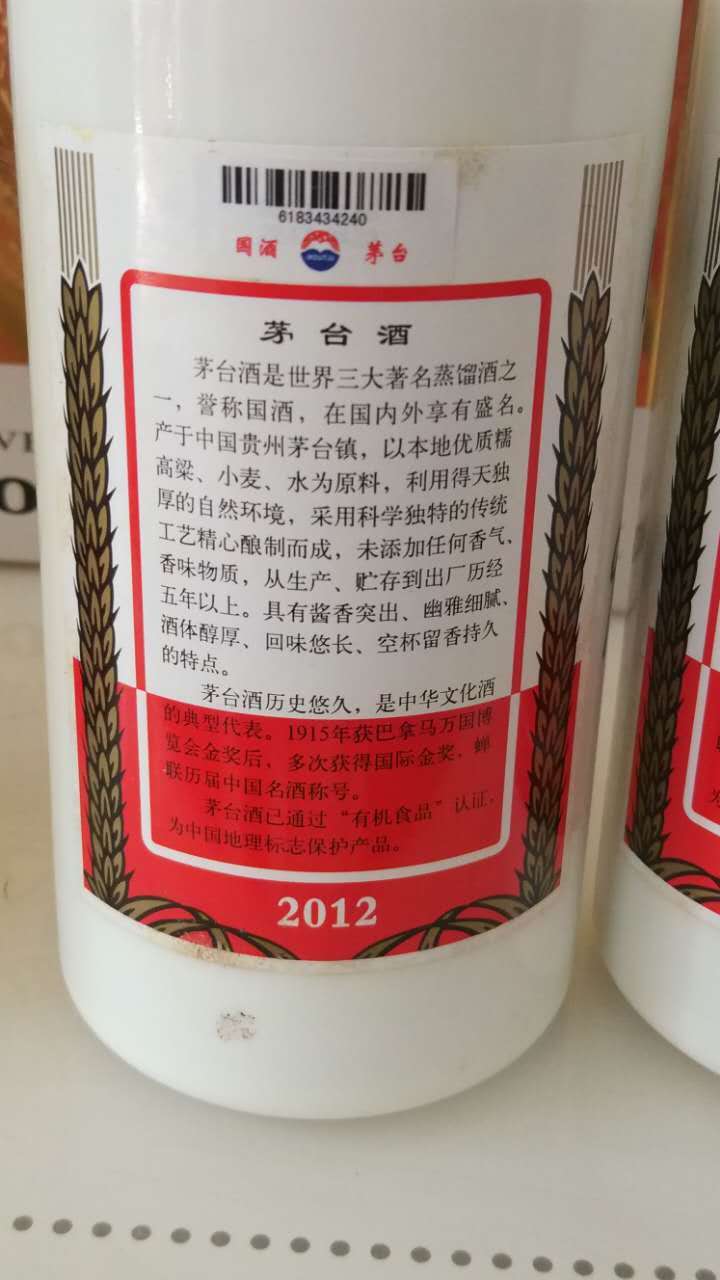 6183434240
国酒 MOUTAI 茅台
茅台酒
茅台酒是世界三大著名蒸馏酒之
一，誉称国酒，在国内外享有盛名。
产于中国贵州茅台镇，以本地优质糯
高粱、小麦、水为原料，利用得天独
厚的自然环境，采用科学独特的传统
工艺精心酿制而成，未添加任何香气、
香味物质，从生产、贮存到出厂历经
五年以上。具有酱香突出、幽雅细腻、
酒体醇厚、回味悠长、空杯留香持久
的特点。
茅台酒历史悠久，是中华文化酒
的典型代表。1915年获巴拿马万国博
览会金奖后，多次获得国际金奖，蝉
联历届中国名酒称号。
茅台酒已通过“有机食品”认证，
为中国地理标志保护产品。
2012